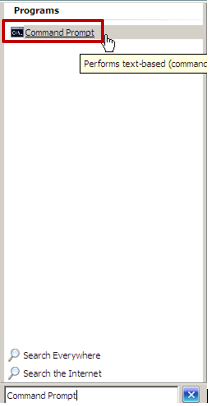 Programs
Command Prompt
Performs text-based (command
Search Everywhere
Search the Internet
Command Prompt